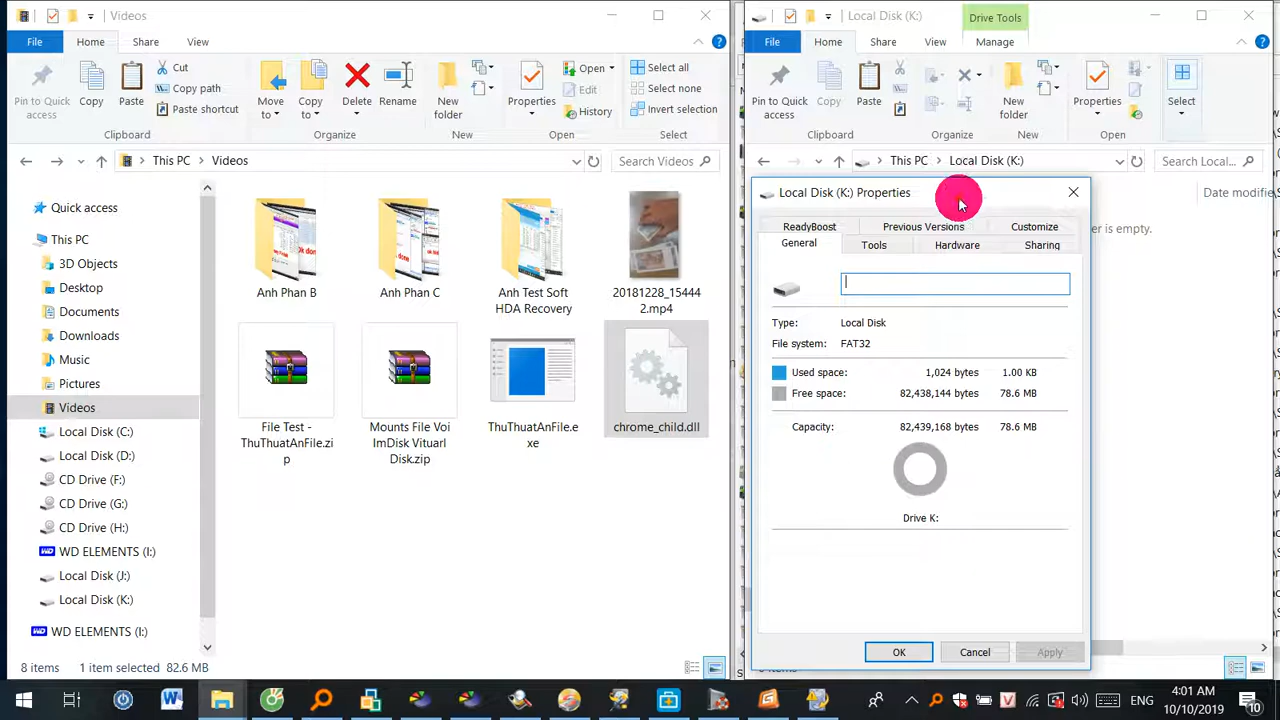 Videos
File
Home
Share
View
Pin to Quick
access
Copy
Paste
Cut
Copy path
Paste shortcut
Clipboard
Move
to
Copy
to
Delete
Rename
Organize
New
folder
New
Properties
Open
Edit
History
Open
Select all
Select none
Invert selection
Select
This PC
Videos
Search Videos
Quick access
This PC
3D Objects
Desktop
Documents
Downloads
Music
Pictures
Videos
Local Disk (C:)
Local Disk (D:)
CD Drive (F:)
CD Drive (G:)
CD Drive (H:)
WD ELEMENTS (I:)
Local Disk (J:)
Local Disk (K:)
WD ELEMENTS (I:)
Anh Phan B
Anh Phan C
Anh Test Soft
HDA Recovery
20181228_15444
2.mp4
File Test -
ThuThuatAnFile.zi
p
Mounts File Voi
ImDisk Vituarl
Disk.zip
ThuThuatAnFile.e
xe
chrome_child.dll
8 items
1 item selected
82.6 MB
Local Disk (K:)
Drive Tools
File
Home
Share
View
Manage
Pin to Quick
access
Copy
Paste
Clipboard
Organize
New
folder
New
Properties
Open
Select
This PC
Local Disk (K:)
Search Local...
Date modifie
er is empty.
Local Disk (K:) Properties
ReadyBoost
Previous Versions
Customize
General
Tools
Hardware
Sharing
Type:
Local Disk
File system:
FAT32
Used space:
1,024 bytes
1.00 KB
Free space:
82,438,144 bytes
78.6 MB
Capacity:
82,439,168 bytes
78.6 MB
Drive K:
OK
Cancel
Apply
ENG
4:01 AM
10/10/2019
10